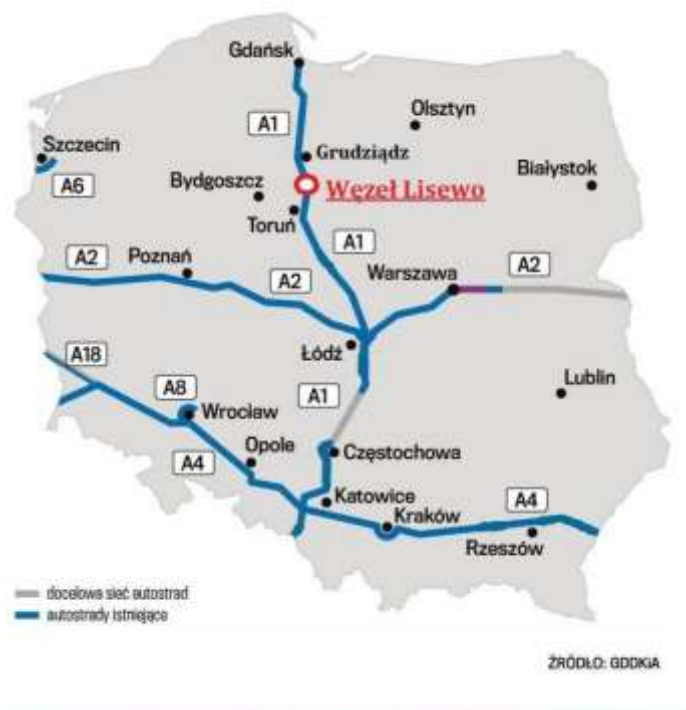 Gdańsk
A1
Olsztyn
Szczecin
Grudziądz
A6
Bydgoszcz
Węzeł Lisewo
Białystok
Toruń
A1
A2
Poznań
A2
Warszawa
A2
Łódź
A18
A1
Lublin
A8
Wrocław
Opole
Częstochowa
A4
Katowice
A4
Kraków
Rzeszów
docelowa sieć autostrad
autostrady istniejące
ŹRÓDŁO: GDDKiA